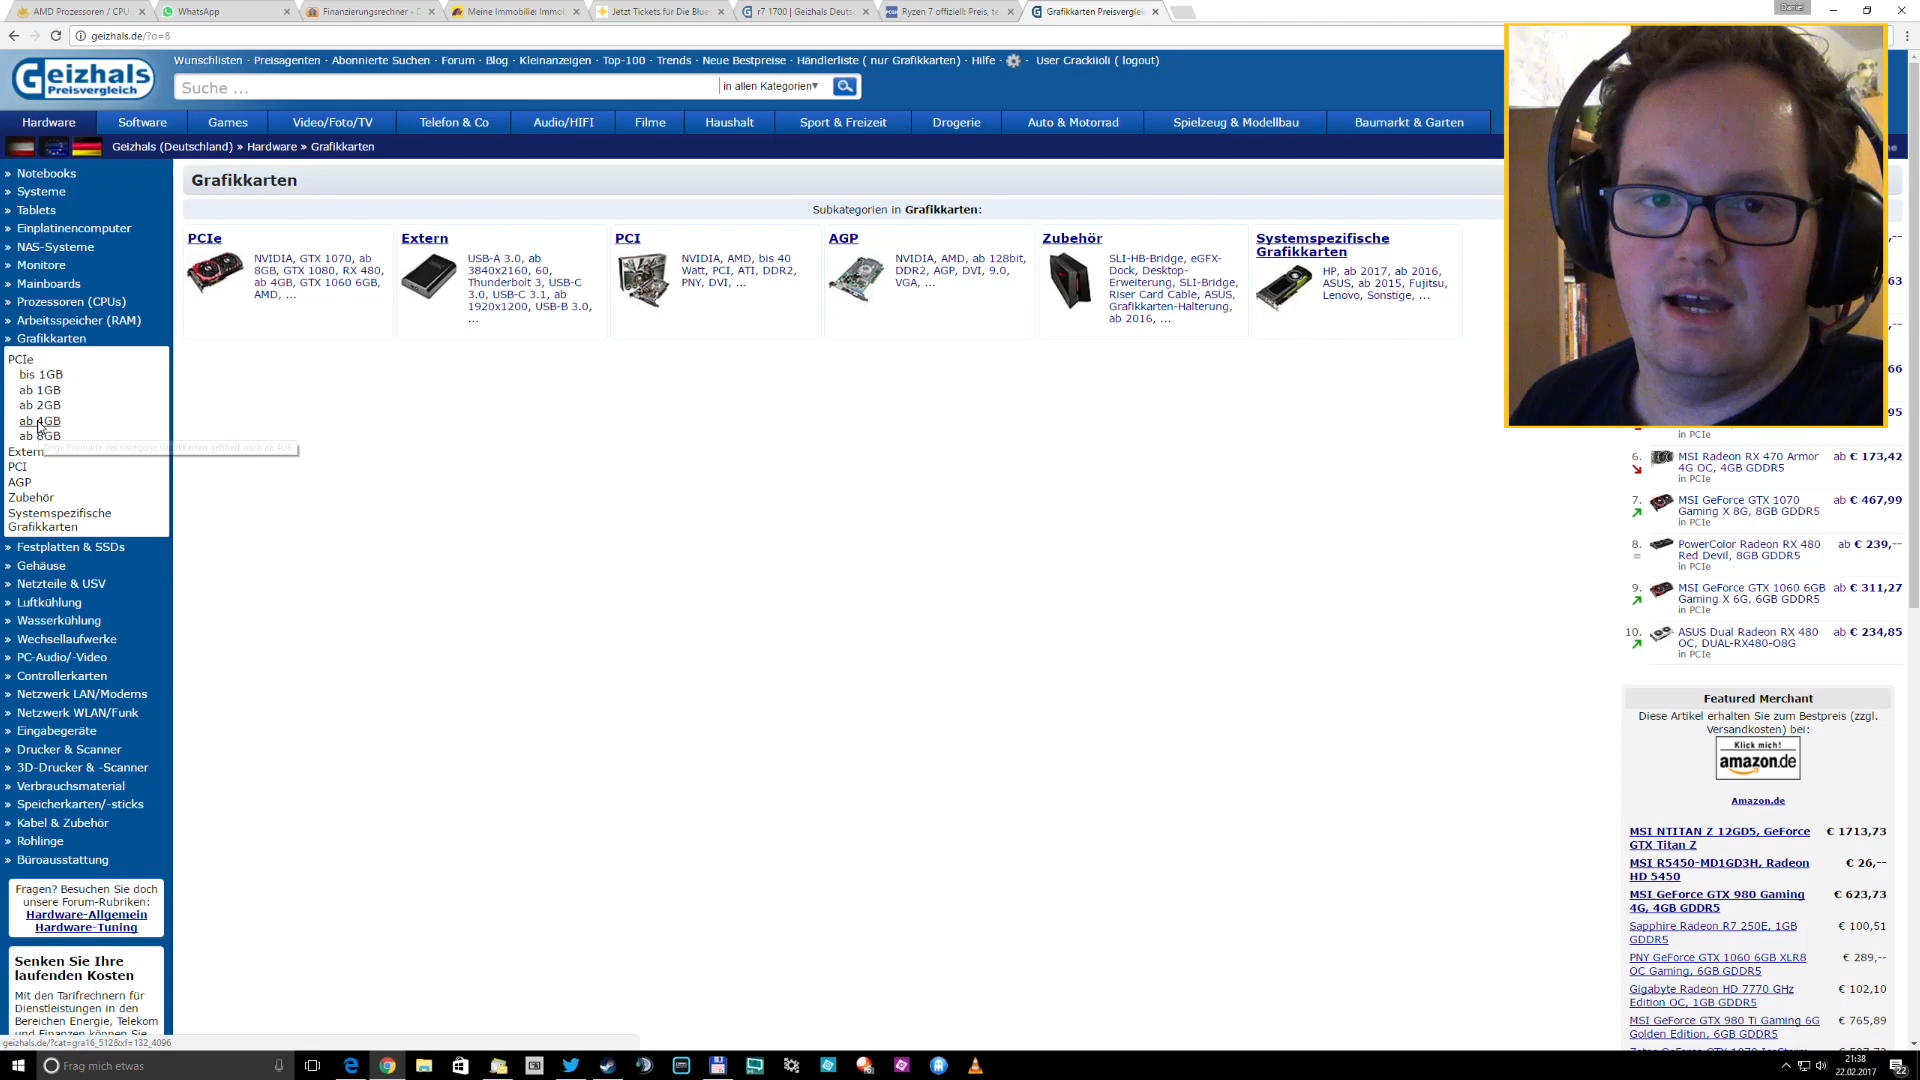 AMD Prozessoren / CPU:
WhatsApp
Finanzierungsrechner -
Meine Immobilie: Immo
Jetzt Tickets für Die Blue
r7 1700 | Geizhals Deuts
Ryzen 7 offiziell: Preis, te
Grafikkarten Preisverglei
Daniel
geizhals.de/?o=8
Geizhals
Preisvergleich
Wunschlisten · Preisagenten · Abonnierte Suchen · Forum · Blog · Kleinanzeigen · Top-100 · Trends · Neue Bestpreise · Händlerliste ( nur Grafikkarten) · Hilfe · User Crackiioli ( logout)
Suche ...
in allen Kategorien
Hardware
Software
Games
Video/Foto/TV
Telefon & Co
Audio/HIFI
Filme
Haushalt
Sport & Freizeit
Drogerie
Auto & Motorrad
Spielzeug & Modellbau
Baumarkt & Garten
Geizhals (Deutschland) » Hardware » Grafikkarten
» Notebooks
» Systeme
» Tablets
» Einplatinencomputer
» NAS-Systeme
» Monitore
» Mainboards
» Prozessoren (CPUs)
» Arbeitsspeicher (RAM)
» Grafikkarten
PCIe
bis 1GB
ab 1GB
ab 2GB
ab 4GB
ab 8GB
Extern
PCI
AGP
Zubehör
Systemspezifische
Grafikkarten
Zeigt Produkte der Kategorie Grafikkarten gefiltert nach ab 4GB
» Festplatten & SSDs
» Gehäuse
» Netzteile & USV
» Luftkühlung
» Wasserkühlung
» Wechsellaufwerke
» PC-Audio/-Video
» Controllerkarten
» Netzwerk LAN/Modems
» Netzwerk WLAN/Funk
» Eingabegeräte
» Drucker & Scanner
» 3D-Drucker & -Scanner
» Verbrauchsmaterial
» Speicherkarten/-sticks
» Kabel & Zubehör
» Rohlinge
» Büroausstattung
Fragen? Besuchen Sie doch
unsere Forum-Rubriken:
Hardware-Allgemein
Hardware-Tuning
Senken Sie Ihre
laufenden Kosten
Mit den Tarifrechnern für
Dienstleistungen in den
Bereichen Energie, Telekom
und Finanzen können Sie
geizhals.de/?cat=gra16_512&xf=132_4096
Grafikkarten
Subkategorien in Grafikkarten:
PCIe
NVIDIA, GTX 1070, ab
8GB, GTX 1080, RX 480,
ab 4GB, GTX 1060 6GB,
AMD, ...
Extern
USB-A 3.0, ab
3840x2160, 60,
Thunderbolt 3, USB-C
3.0, USB-C 3.1, ab
1920x1200, USB-B 3.0,
...
PCI
NVIDIA, AMD, bis 40
Watt, PCI, ATI, DDR2,
PNY, DVI, ...
AGP
NVIDIA, AMD, ab 128bit,
DDR2, AGP, DVI, 9.0,
VGA, ...
Zubehör
SLI-HB-Bridge, eGFX-
Dock, Desktop-
Erweiterung, SLI-Bridge,
Riser Card Cable, ASUS,
Grafikkarten-Halterung,
ab 2016, ...
Systemspezifische
Grafikkarten
HP, ab 2017, ab 2016,
ASUS, ab 2015, Fujitsu,
Lenovo, Sonstige, ...
,--
63
,--
66
95
in PCIe
6. MSI Radeon RX 470 Armor ab € 173,42
4G OC, 4GB GDDR5
in PCIe
7. MSI GeForce GTX 1070 ab € 467,99
Gaming X 8G, 8GB GDDR5
in PCIe
8. PowerColor Radeon RX 480 ab € 239,--
Red Devil, 8GB GDDR5
in PCIe
9. MSI GeForce GTX 1060 6GB ab € 311,27
Gaming X 6G, 6GB GDDR5
in PCIe
10. ASUS Dual Radeon RX 480 ab € 234,85
OC, DUAL-RX480-O8G
in PCIe
Featured Merchant
Diese Artikel erhalten Sie zum Bestpreis (zzgl.
Versandkosten) bei:
Klick mich!
amazon.de
Amazon.de
MSI NTITAN Z 12GD5, GeForce € 1713,73
GTX Titan Z
MSI R5450-MD1GD3H, Radeon € 26,--
HD 5450
MSI GeForce GTX 980 Gaming € 623,73
4G, 4GB GDDR5
Sapphire Radeon R7 250E, 1GB € 100,51
GDDR5
PNY GeForce GTX 1060 6GB XLR8 € 289,--
OC Gaming, 6GB GDDR5
Gigabyte Radeon HD 7770 GHz € 102,10
Edition OC, 1GB GDDR5
MSI GeForce GTX 980 Ti Gaming 6G € 765,89
Golden Edition, 6GB GDDR5
Frag mich etwas
21:38
22.02.2017
22